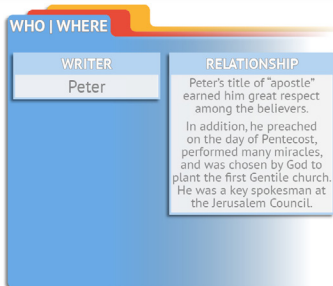 WHO | WHERE
WRITER
Peter
RELATIONSHIP
Peter's title of "apostle"
earned him great respect
among the believers.
In addition, he preached
on the day of Pentecost,
performed many miracles,
and was chosen by God to
plant the first Gentile church.
He was a key spokesman at
the Jerusalem Council.